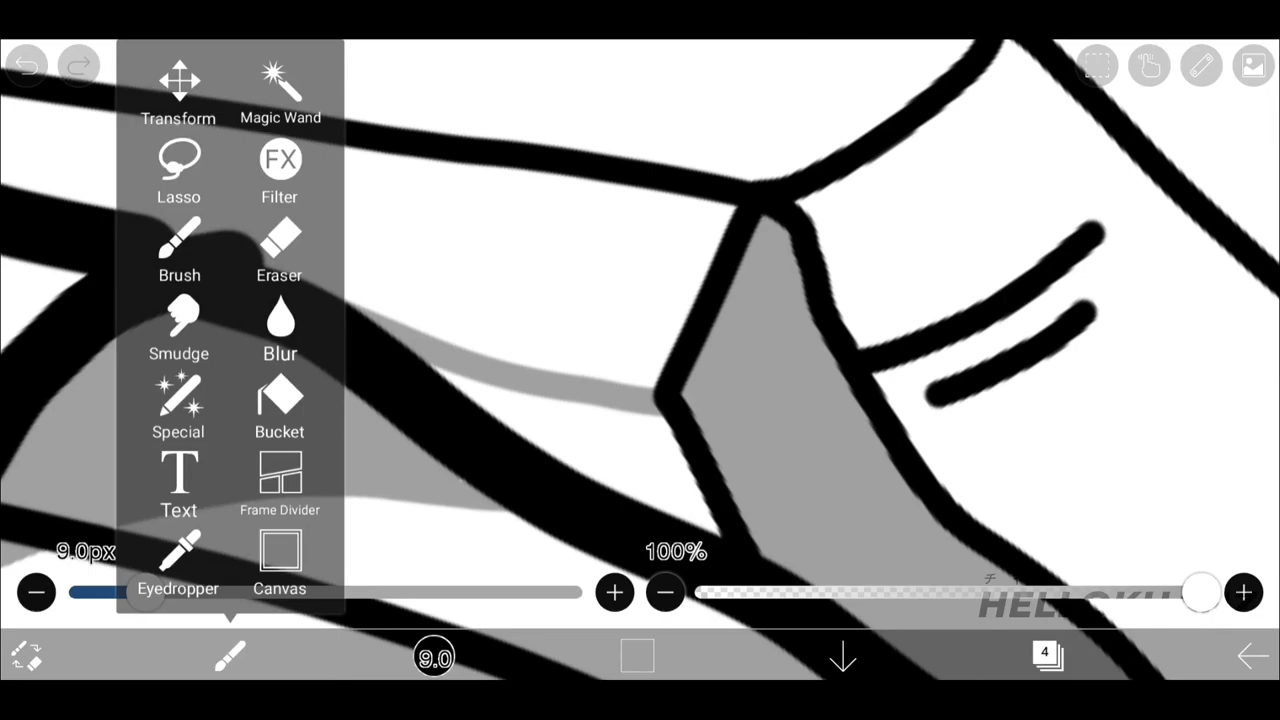 Transform
Magic Wand
Lasso
FX
Filter
Brush
Eraser
Smudge
Blur
Special
Bucket
T
Text
Frame Divider
Eyedropper
Canvas
9.0px
100%
9.0
4